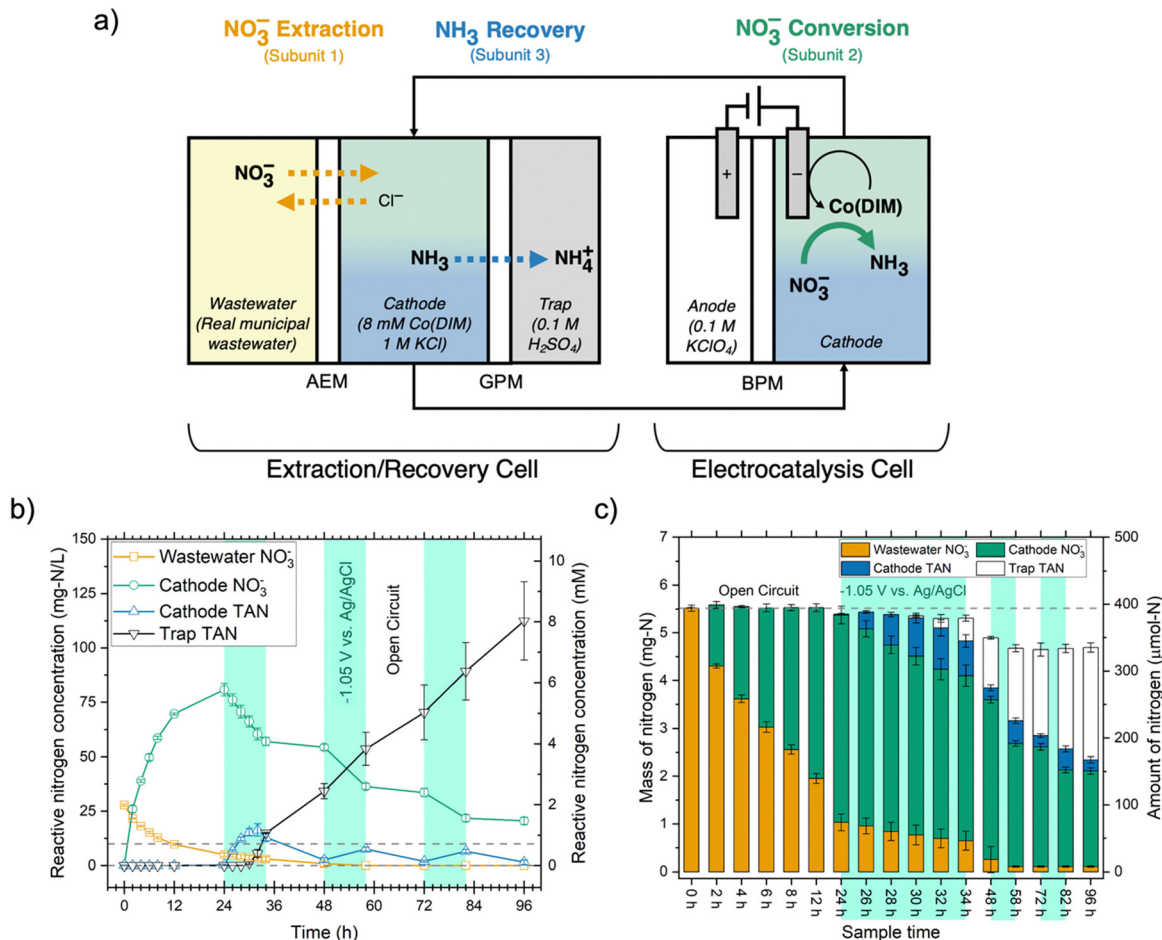 a)
NO₃⁻ Extraction
(Subunit 1)
NH₃ Recovery
(Subunit 3)
NO₃⁻ Conversion
(Subunit 2)
NO₃⁻
Cl⁻
NH₃
NH₄⁺
Wastewater
(Real municipal
wastewater)
Cathode
(8 mM Co(DIM)
1 M KCl)
Trap
(0.1 M
H₂SO₄)
AEM
GPM
Extraction/Recovery Cell
+
−
Co(DIM)
NO₃⁻
NH₃
Anode
(0.1 M
KClO₄)
Cathode
BPM
Electrocatalysis Cell
b)
Reactive nitrogen concentration (mg-N/L)
150
125
100
75
50
25
0
Wastewater NO₃⁻
Cathode NO₃⁻
Cathode TAN
Trap TAN
-1.05 V vs. Ag/AgCl
Open Circuit
10
8
6
4
2
0
Reactive nitrogen concentration (mM)
0 12 24 36 48 60 72 84 96
Time (h)
c)
Mass of nitrogen (mg-N)
7
6
5
4
3
2
1
0
Wastewater NO₃⁻ Cathode NO₃⁻
Cathode TAN Trap TAN
Open Circuit
-1.05 V vs. Ag/AgCl
500
400
300
200
100
0
Amount of nitrogen (μmol-N)
0 h 2 h 4 h 6 h 8 h 12 h 24 h 26 h 28 h 30 h 32 h 34 h 48 h 58 h 72 h 82 h 96 h
Sample time